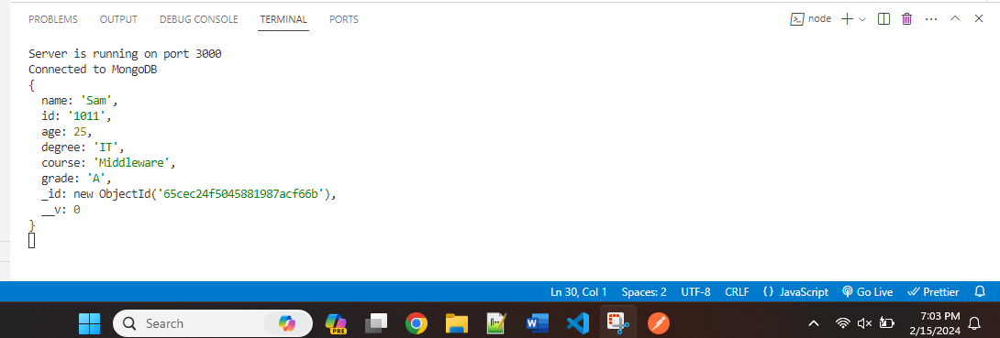 PROBLEMS OUTPUT DEBUG CONSOLE TERMINAL PORTS node
Server is running on port 3000
Connected to MongoDB
{
  name: 'Sam',
  id: '1011',
  age: 25,
  degree: 'IT',
  course: 'Middleware',
  grade: 'A',
  _id: new ObjectId('65cec24f5045881987acf66b'),
  __v: 0
}
Ln 30, Col 1 Spaces: 2 UTF-8 CRLF {} JavaScript Go Live Prettier
Search PRE W 7:03 PM
2/15/2024